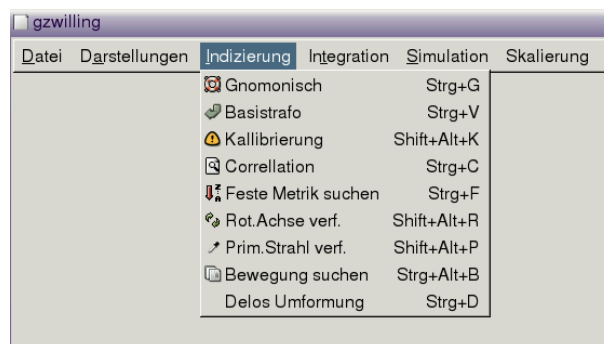 gzwilling
Datei Darstellungen Indizierung Integration Simulation Skalierung
Gnomonisch Strg+G
Basistrafo Strg+V
Kallibrierung Shift+Alt+K
Correllation Strg+C
Feste Metrik suchen Strg+F
Rot.Achse verf. Shift+Alt+R
Prim.Strahl verf. Shift+Alt+P
Bewegung suchen Strg+Alt+B
Delos Umformung Strg+D